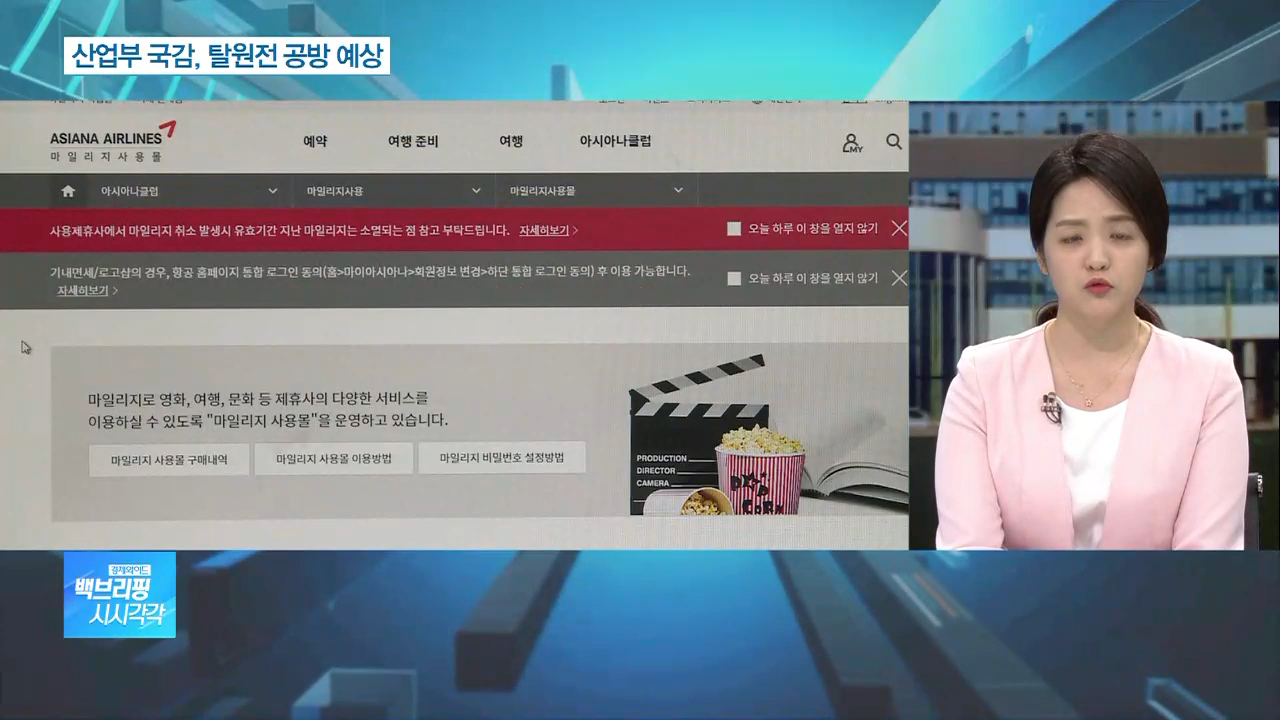 산업부 국감, 탈원전 공방 예상
ASIANA AIRLINES
마일리지사용몰
예약 여행 준비 여행 아시아나클럽
MY
아시아나클럽 마일리지사용 마일리지사용몰
사용제휴사에서 마일리지 취소 발생시 유효기간 지난 마일리지는 소멸되는 점 참고 부탁드립니다. 자세히보기 >
오늘 하루 이 창을 열지 않기
기내면세/로고샵의 경우, 항공 홈페이지 통합 로그인 동의(홈>마이아시아나>회원정보 변경>하단 통합 로그인 동의) 후 이용 가능합니다.
자세히보기 >
오늘 하루 이 창을 열지 않기
마일리지로 영화, 여행, 문화 등 제휴사의 다양한 서비스를
이용하실 수 있도록 "마일리지 사용몰"을 운영하고 있습니다.
마일리지 사용몰 구매내역 마일리지 사용몰 이용방법 마일리지 비밀번호 설정방법
PRODUCTION
DIRECTOR
CAMERA
경제와이드
백브리핑
시시각각